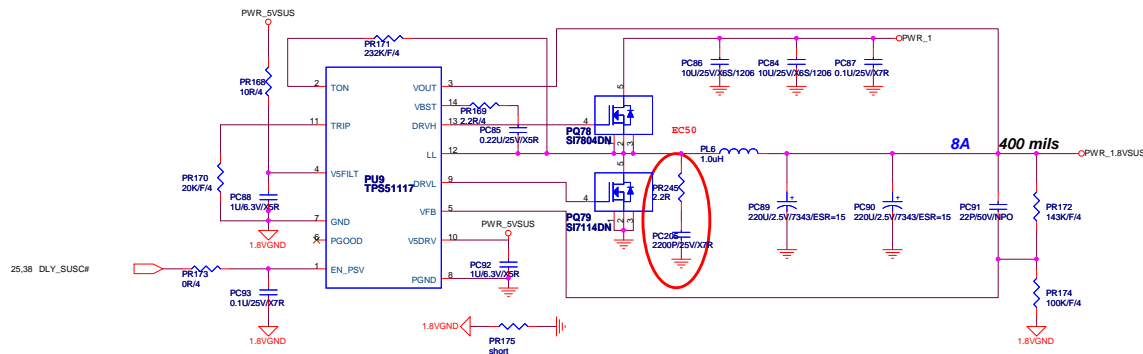 PWR_5VSUS
PR171
232K/F/4
PR168
10R/4
2
TON
11
TRIP
PR170
20K/F/4
4
V5FILT
PC88
1U/6.3V/X5R
7
GND
1.8VGND
6
PGOOD
25,38 DLY_SUSC#
PR173
0R/4
1
EN_PSV
PC93
0.1U/25V/X7R
1.8VGND
PU9
TPS51117
VOUT
3
VBST
14
PR169
2.2R/4
DRVH
13
PC85
0.22U/25V/X5R
LL
12
DRVL
9
VFB
5
V5DRV
10
PWR_5VSUS
PC92
1U/6.3V/X5R
PGND
8
1.8VGND
PR175
short
5
4
PQ78
SI7804DN
1
2
3
5
4
PQ79
SI7114DN
1
2
3
PC86
10U/25V/X6S/1206
PC84
10U/25V/X6S/1206
PC87
0.1U/25V/X7R
PWR_1
EC50
PR245
2.2R
PC205
2200P/25V/X7R
PL6
1.0uH
8A
400 mils
PWR_1.8VSUS
PC89
220U/2.5V/7343/ESR=15
PC90
220U/2.5V/7343/ESR=15
PC91
22P/50V/NPO
PR172
143K/F/4
PR174
100K/F/4
1.8VGND